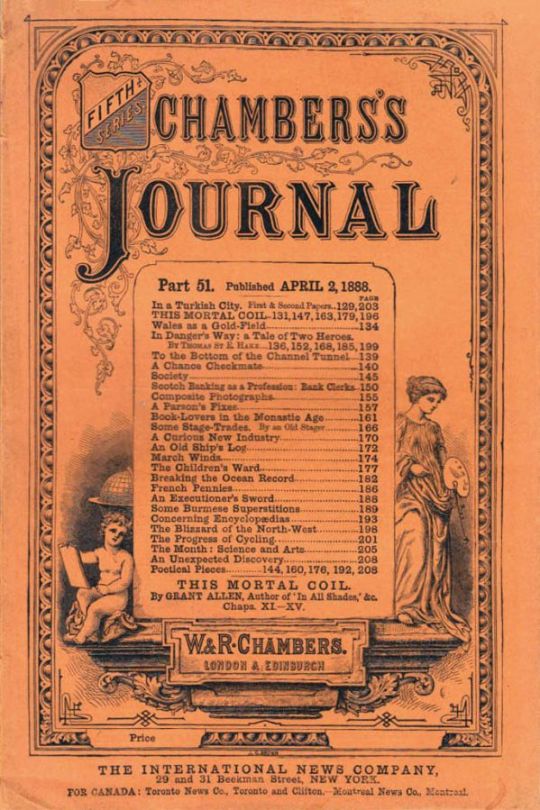 FIFTH
SERIES.
CHAMBERS'S
JOURNAL
Part 51. Published APRIL 2, 1888.
PAGE
In a Turkish City. First & Second Papers..129,203
THIS MORTAL COIL-131,147,163,179,196
Wales as a Gold-Field 134
In Danger's Way: a Tale of Two Heroes.
By Thomas St E. Hake 136, 152, 168, 185, 199
To the Bottom of the Channel Tunnel 139
A Chance Checkmate 140
Society 145
Scotch Banking as a Profession: Bank Clerks 150
Composite Photographs 155
A Parson's Fixes 157
Book-Lovers in the Monastic Age 161
Some Stage-Trades. By an Old Stager 166
A Curious New Industry 170
An Old Ship's Log 172
March Winds 174
The Children's Ward 177
Breaking the Ocean Record 182
French Pennies 186
An Executioner's Sword 188
Some Burmese Superstitions 189
Concerning Encyclopædias 193
The Blizzard of the North-West 198
The Progress of Cycling 201
The Month: Science and Arts 205
An Unexpected Discovery 208
Poetical Pieces 144, 160, 176, 192, 208
THIS MORTAL COIL.
By GRANT ALLEN, Author of 'In All Shades,' &c.
Chaps. XI.—XV.
W. & R. CHAMBERS.
LONDON & EDINBURGH
Price
THE INTERNATIONAL NEWS COMPANY,
29 and 31 Beekman Street, NEW YORK.
FOR CANADA: Toronto News Co., Toronto and Clifton.—Montreal News Co., Montreal.